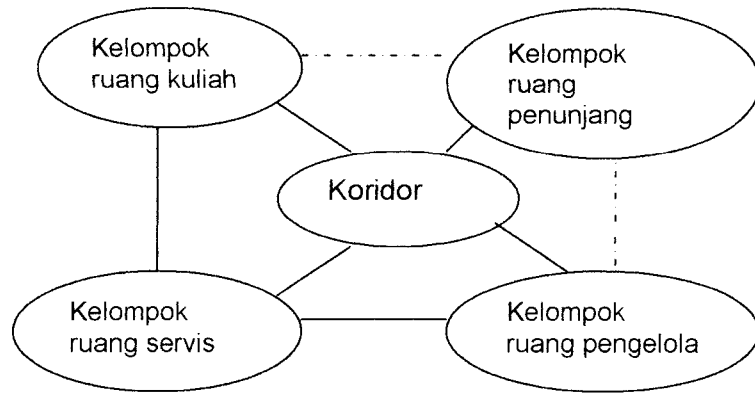 Kelompok
ruang kuliah
Kelompok
ruang
penunjang
Koridor
Kelompok
ruang servis
Kelompok
ruang pengelola